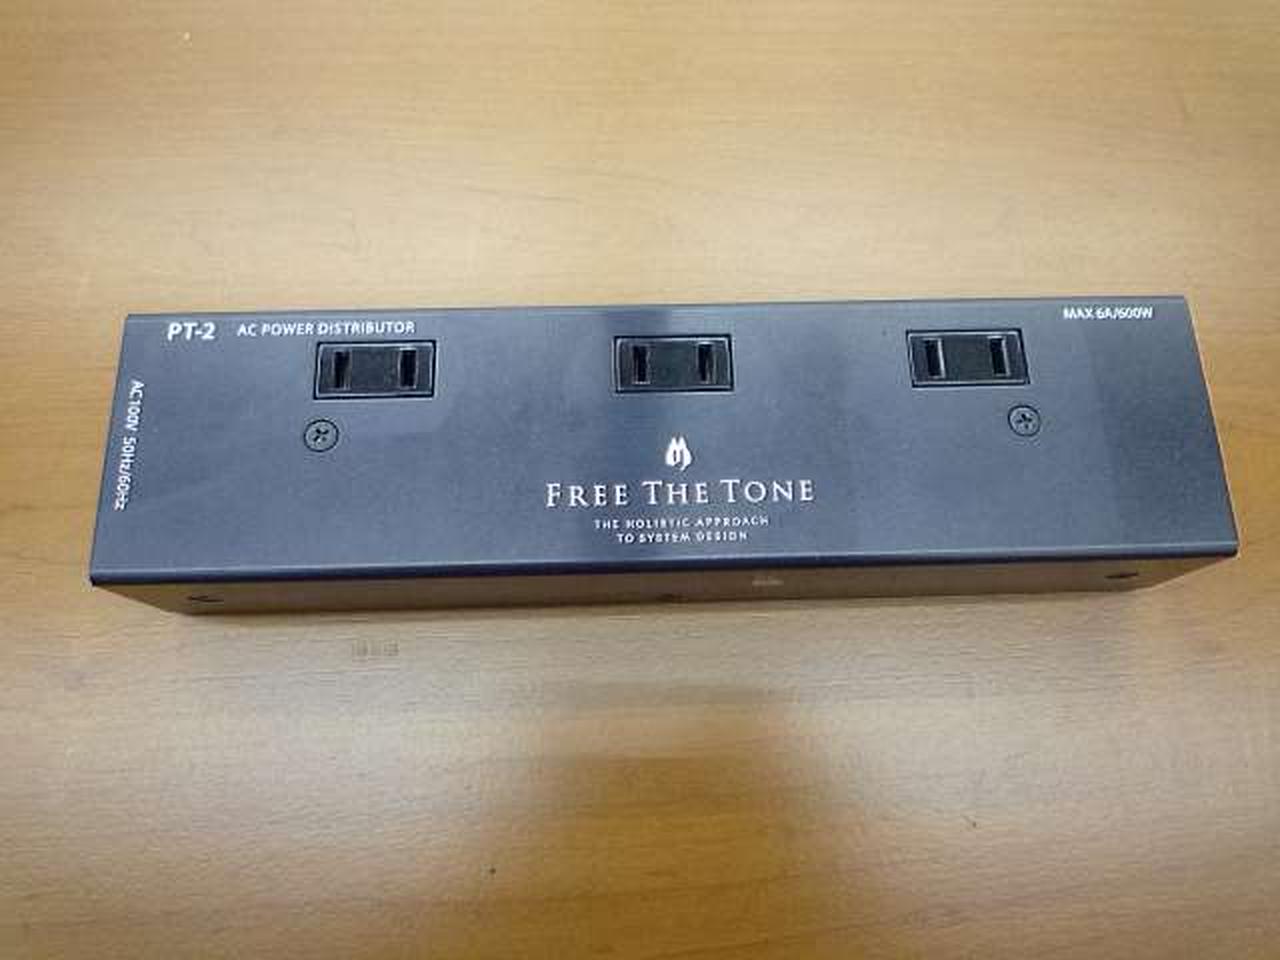 PT-2 AC POWER DISTRIBUTOR
MAX 6A/600W
AC100V 50Hz/60Hz
FREE THE TONE
THE HOLISTIC APPROACH
TO SYSTEM DESIGN